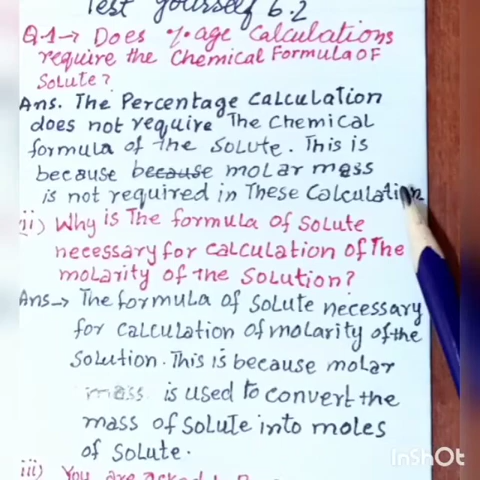 Test yourself 6.2
Q.1→ Does %age Calculations
require the Chemical Formula OF
Solute?
Ans. The Percentage Calculation
does not require The Chemical
formula of the Solute. This is
because because molar mass
is not required in These Calculation
ii) Why is The formula of Solute
necessary for calculation of The
molarity of the Solution?
Ans→ The formula of Solute necessary
for calculation of molarity of the
Solution. This is because molar
mass is used to convert the
mass of Solute into moles
of Solute.
iii) You are asked
InShOt